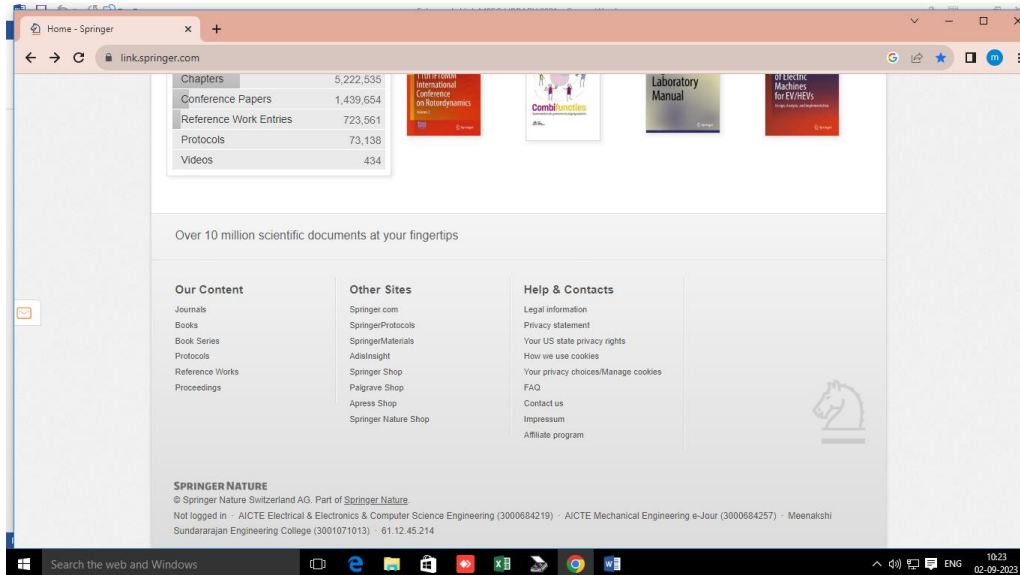 Home - Springer
link.springer.com
Chapters 5,222,535
Conference Papers 1,439,654
Reference Work Entries 723,561
Protocols 73,138
Videos 434
11th IFToMM
International
Conference
on Rotordynamics
Combifuncties
Laboratory
Manual
of Electric
Machines
for EV/HEVs
Over 10 million scientific documents at your fingertips
Our Content
Journals
Books
Book Series
Protocols
Reference Works
Proceedings
Other Sites
Springer.com
SpringerProtocols
SpringerMaterials
AdisInsight
Springer Shop
Palgrave Shop
Apress Shop
Springer Nature Shop
Help & Contacts
Legal information
Privacy statement
Your US state privacy rights
How we use cookies
Your privacy choices/Manage cookies
FAQ
Contact us
Impressum
Affiliate program
SPRINGER NATURE
© Springer Nature Switzerland AG. Part of Springer Nature.
Not logged in · AICTE Electrical & Electronics & Computer Science Engineering (3000684219) · AICTE Mechanical Engineering e-Jour (3000684257) · Meenakshi
Sundararajan Engineering College (3001071013) · 61.12.45.214
Search the web and Windows
ENG
10:23
02-09-2023